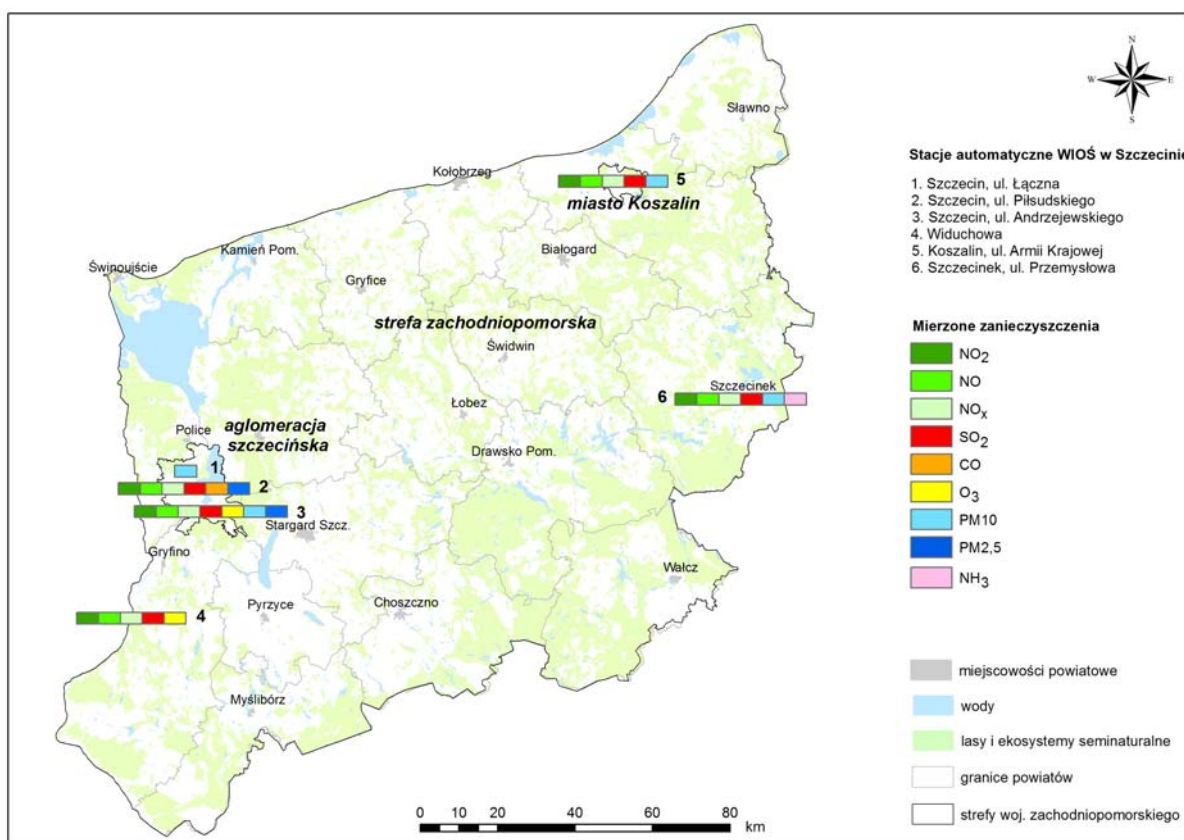 N
W E
S
Sławno
Stacje automatyczne WIOŚ w Szczecinie
1. Szczecin, ul. Łączna
2. Szczecin, ul. Piłsudskiego
3. Szczecin, ul. Andrzejewskiego
4. Widuchowa
5. Koszalin, ul. Armii Krajowej
6. Szczecinek, ul. Przemysłowa
Kołobrzeg
5
miasto Koszalin
Kamień Pom.
Białogard
Świnoujście
Gryfice
strefa zachodniopomorska
Świdwin
Mierzone zanieczyszczenia
NO2
NO
NOx
SO2
CO
O3
PM10
PM2,5
NH3
Szczecinek
6
Łobez
aglomeracja
szczecińska
Police
Drawsko Pom.
1
2
3
Stargard Szcz.
Gryfino
Wałcz
Pyrzyce
Choszczno
4
Myślibórz
miejscowości powiatowe
wody
lasy i ekosystemy seminaturalne
granice powiatów
strefy woj. zachodniopomorskiego
0 10 20 40 60 80
km